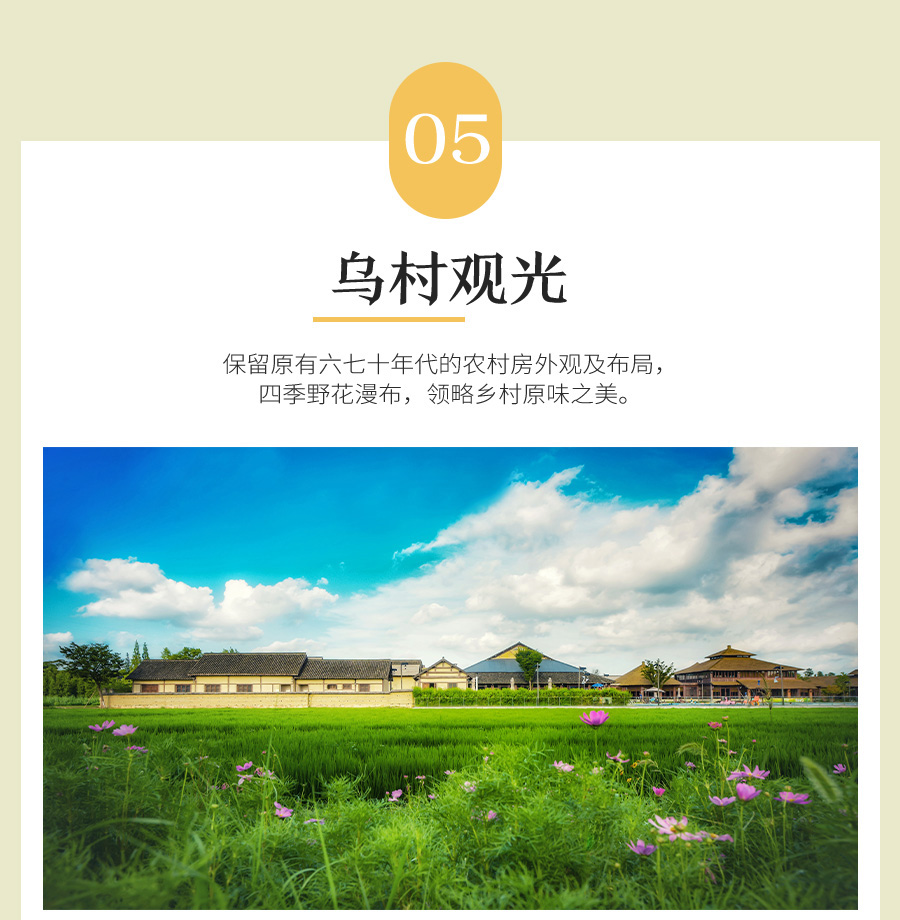 05
乌村观光
保留原有六七十年代的农村房外观及布局，
四季野花漫布，领略乡村原味之美。